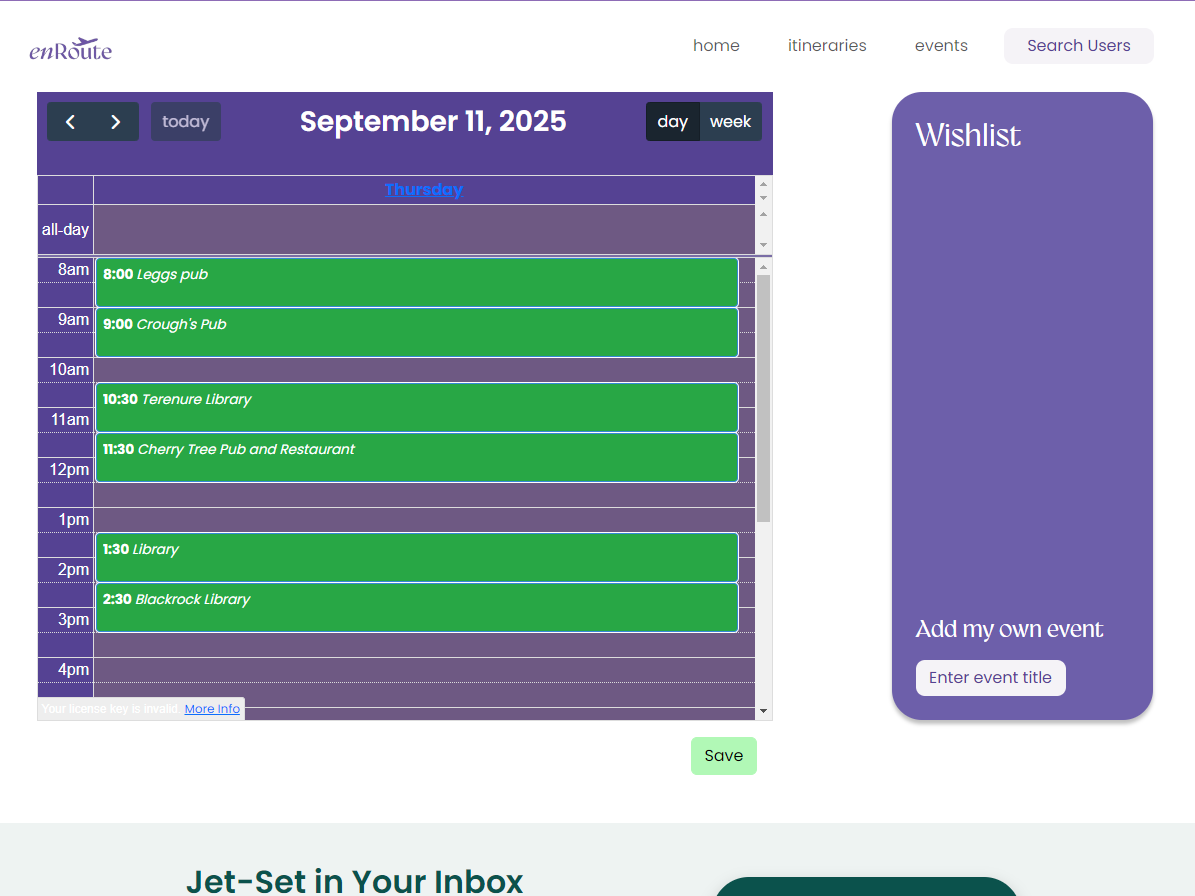 enRoute
home
itineraries
events
Search Users
today
September 11, 2025
day
week
Thursday
all-day
8am
8:00 Leggs pub
9am
9:00 Crough's Pub
10am
10:30 Terenure Library
11am
11:30 Cherry Tree Pub and Restaurant
12pm
1pm
1:30 Library
2pm
2:30 Blackrock Library
3pm
4pm
Your license key is invalid. More Info
Save
Wishlist
Add my own event
Enter event title
Jet-Set in Your Inbox